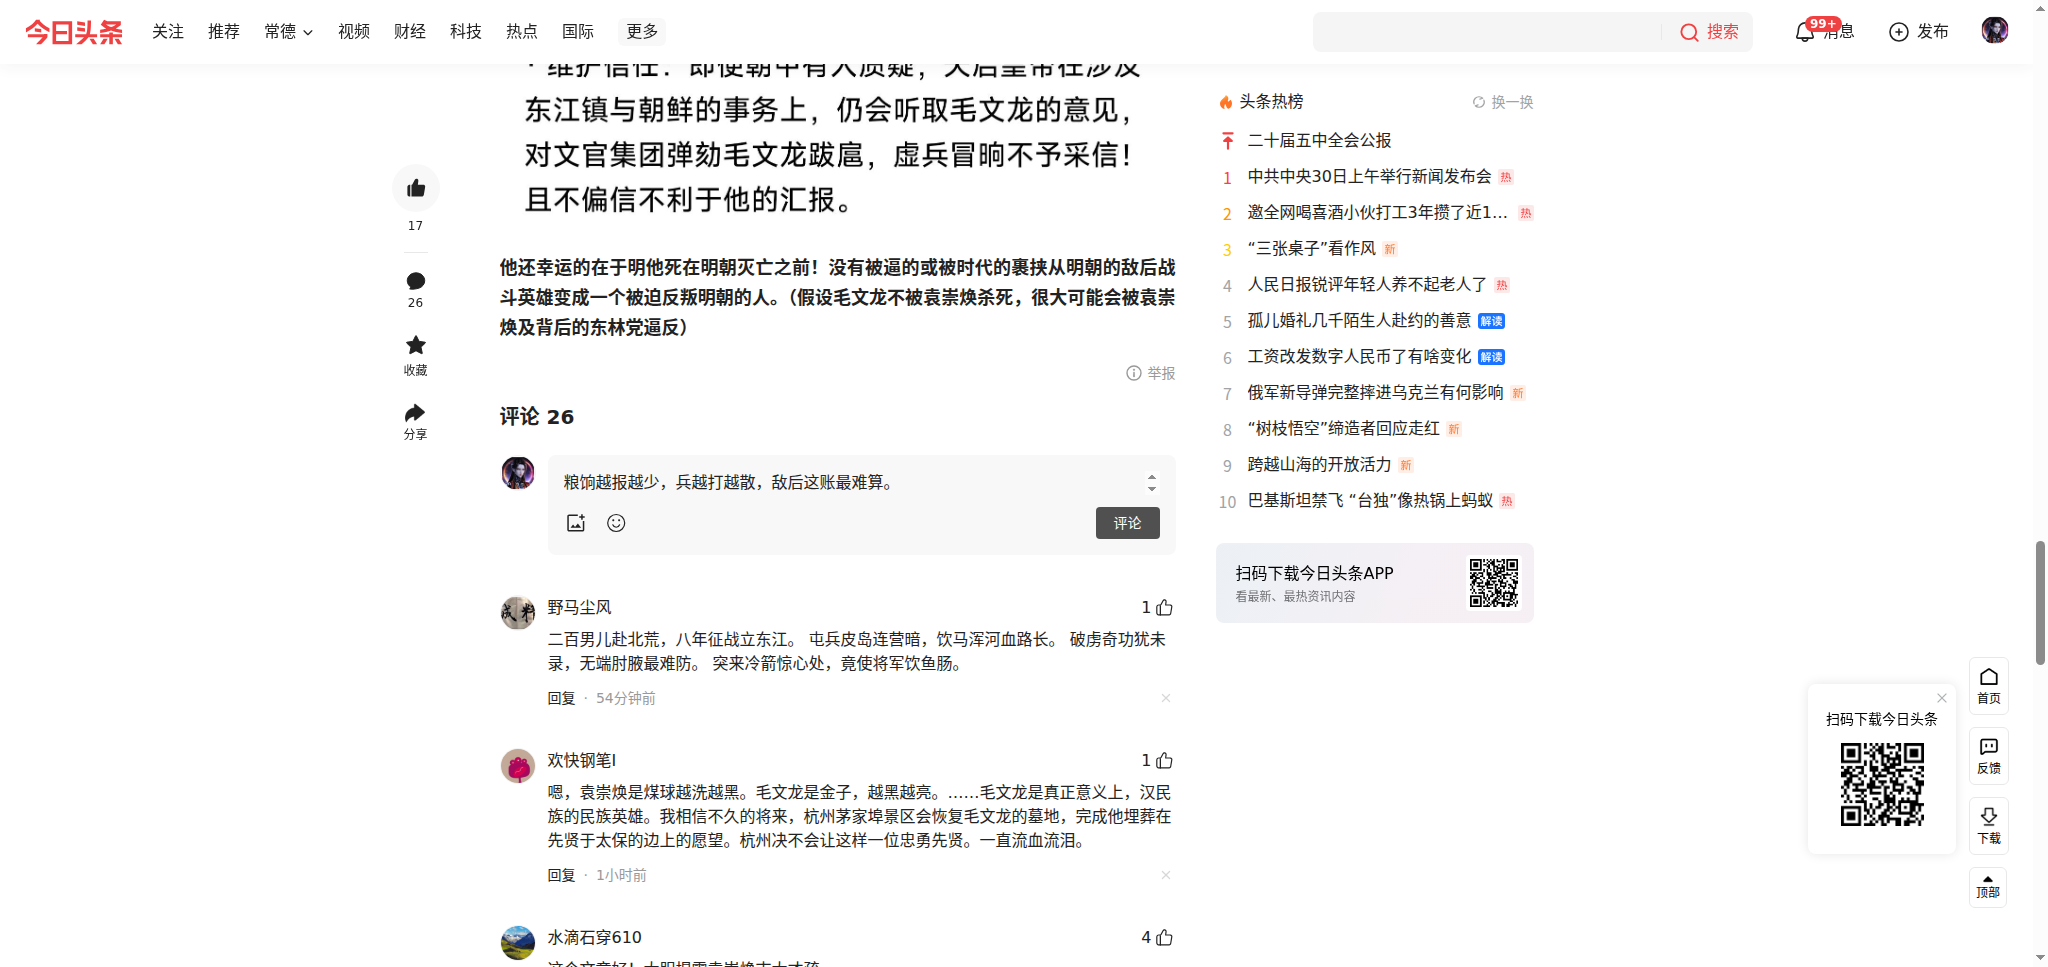 今日头条
关注 推荐 常德 视频 财经 科技 热点 国际 更多
搜索
99+
消息
发布
维护信任：即使朝中有人质疑，天启皇帝在涉及
东江镇与朝鲜的事务上，仍会听取毛文龙的意见，
对文官集团弹劾毛文龙跋扈，虚兵冒晌不予采信！
且不偏信不利于他的汇报。
17
26
收藏
分享
他还幸运的在于明他死在明朝灭亡之前！没有被逼的或被时代的裹挟从明朝的敌后战
斗英雄变成一个被迫反叛明朝的人。（假设毛文龙不被袁崇焕杀死，很大可能会被袁崇
焕及背后的东林党逼反）
举报
评论 26
粮饷越报越少，兵越打越散，敌后这账最难算。
评论
野马尘风
1
二百男儿赴北荒，八年征战立东江。 屯兵皮岛连营暗，饮马浑河血路长。 破虏奇功犹未
录，无端肘腋最难防。 突来冷箭惊心处，竟使将军饮鱼肠。
回复 · 54分钟前
欢快钢笔I
1
嗯，袁崇焕是煤球越洗越黑。毛文龙是金子，越黑越亮。……毛文龙是真正意义上，汉民
族的民族英雄。我相信不久的将来，杭州茅家埠景区会恢复毛文龙的墓地，完成他埋葬在
先贤于太保的边上的愿望。杭州决不会让这样一位忠勇先贤。一直流血流泪。
回复 · 1小时前
水滴石穿610
4
头条热榜
换一换
二十届五中全会公报
1 中共中央30日上午举行新闻发布会 热
2 邀全网喝喜酒小伙打工3年攒了近1... 热
3 “三张桌子”看作风 新
4 人民日报锐评年轻人养不起老人了 热
5 孤儿婚礼几千陌生人赴约的善意 解读
6 工资改发数字人民币了有啥变化 解读
7 俄军新导弹完整摔进乌克兰有何影响 新
8 “树枝悟空”缔造者回应走红 新
9 跨越山海的开放活力 新
10 巴基斯坦禁飞 “台独”像热锅上蚂蚁 热
扫码下载今日头条APP
看最新、最热资讯内容
扫码下载今日头条
首页
反馈
下载
顶部